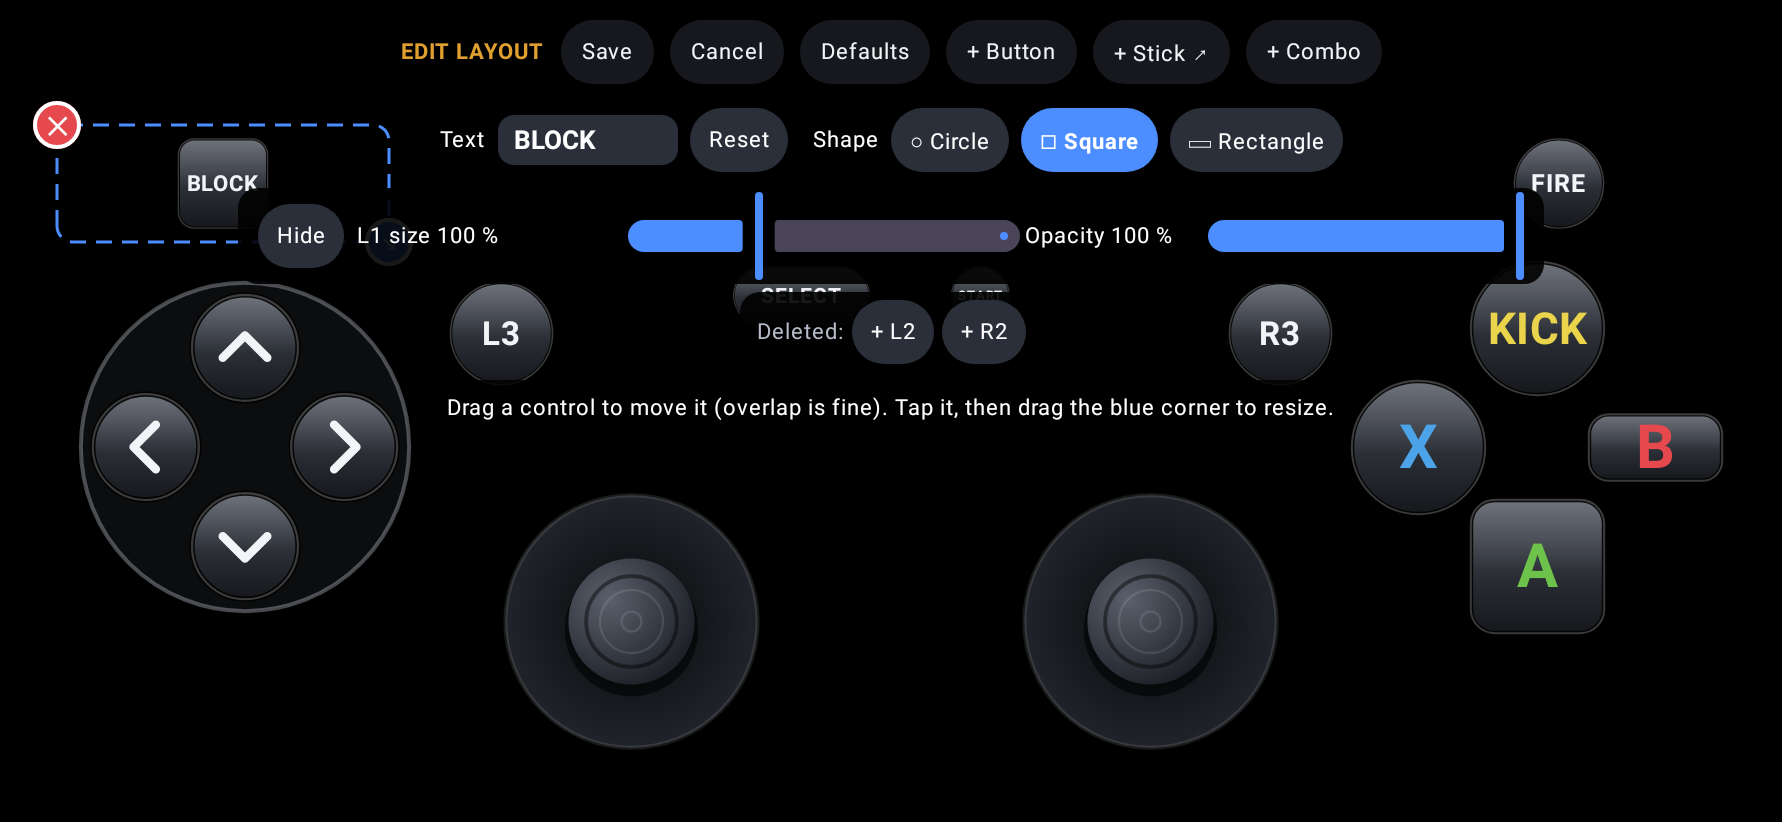 EDIT LAYOUT Save Cancel Defaults + Button + Stick ↗ + Combo
Text BLOCK Reset Shape ○ Circle □ Square ▭ Rectangle
BLOCK
FIRE
Hide L1 size 100 % Opacity 100 %
SELECT START
Deleted: + L2 + R2
L3 R3 KICK
Drag a control to move it (overlap is fine). Tap it, then drag the blue corner to resize.
X B
A